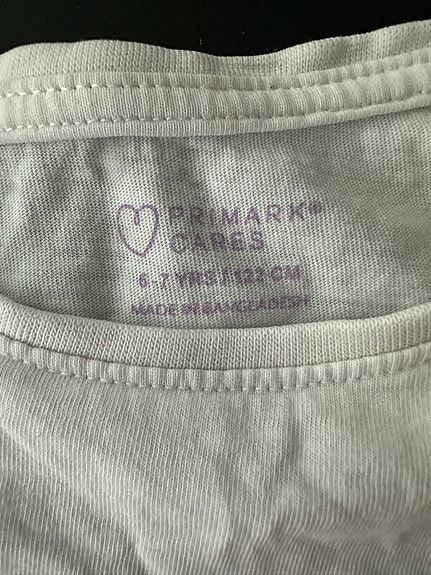 PRIMARK®
CARES
6-7 YRS / 122 CM
MADE IN BANGLADESH